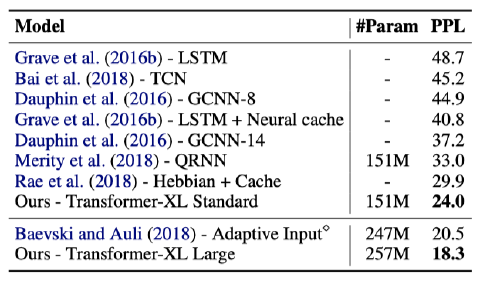 Model #Param PPL
Grave et al. (2016b) - LSTM - 48.7
Bai et al. (2018) - TCN - 45.2
Dauphin et al. (2016) - GCNN-8 - 44.9
Grave et al. (2016b) - LSTM + Neural cache - 40.8
Dauphin et al. (2016) - GCNN-14 - 37.2
Merity et al. (2018) - QRNN 151M 33.0
Rae et al. (2018) - Hebbian + Cache - 29.9
Ours - Transformer-XL Standard 151M 24.0
Baevski and Auli (2018) - Adaptive Input⋄ 247M 20.5
Ours - Transformer-XL Large 257M 18.3